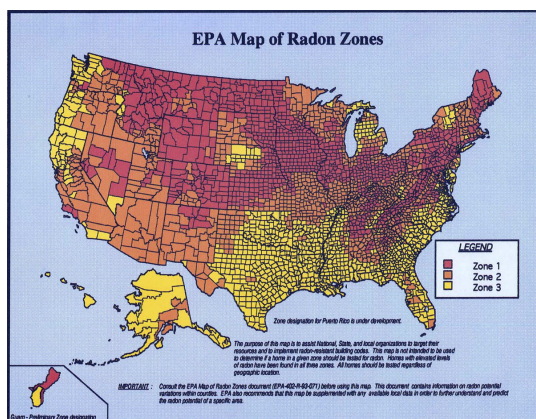 EPA Map of Radon Zones
LEGEND
Zone 1
Zone 2
Zone 3
Zone designation for Puerto Rico is under development.
The purpose of this map is to assist National, State, and local organizations to target their
resources and to implement radon-resistant building codes. This map is not intended to be
used to determine if a home in a given zone should be tested for radon. Homes with elevated levels
of radon have been found in all three zones. All homes should be tested regardless of
geographic location.
IMPORTANT: Consult the EPA Map of Radon Zones document (EPA-402-R-93-071) before using this map. This document contains information on radon potential
variations within counties. EPA also recommends that this map be supplemented with any available local data in order to further understand and predict
the radon potential of a specific area.
Guam - Preliminary Zone designation